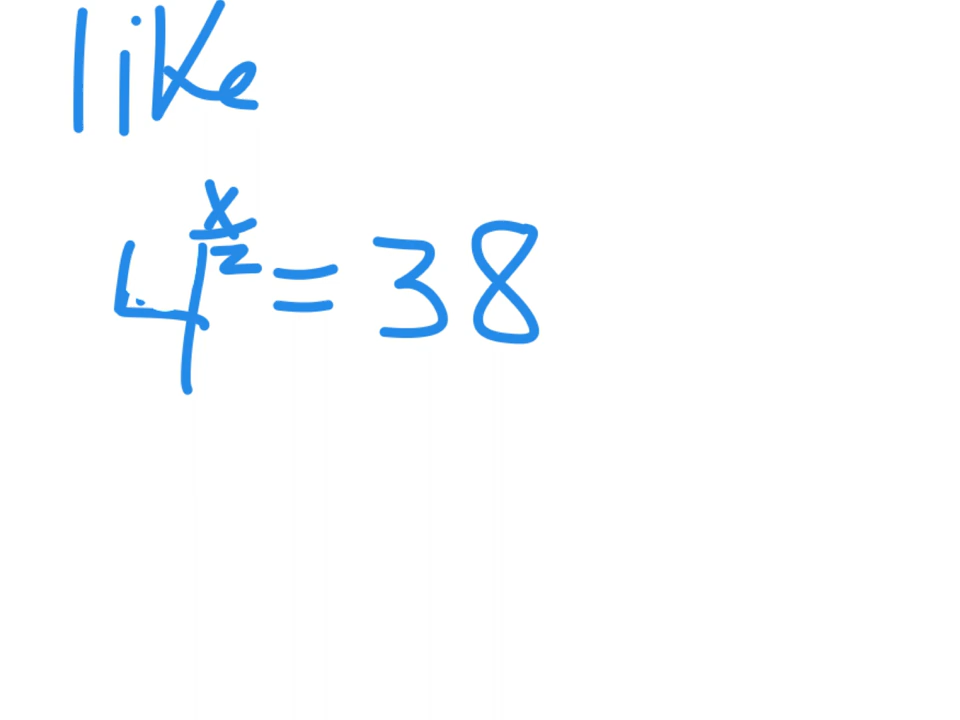 like
4^(x/2) = 38